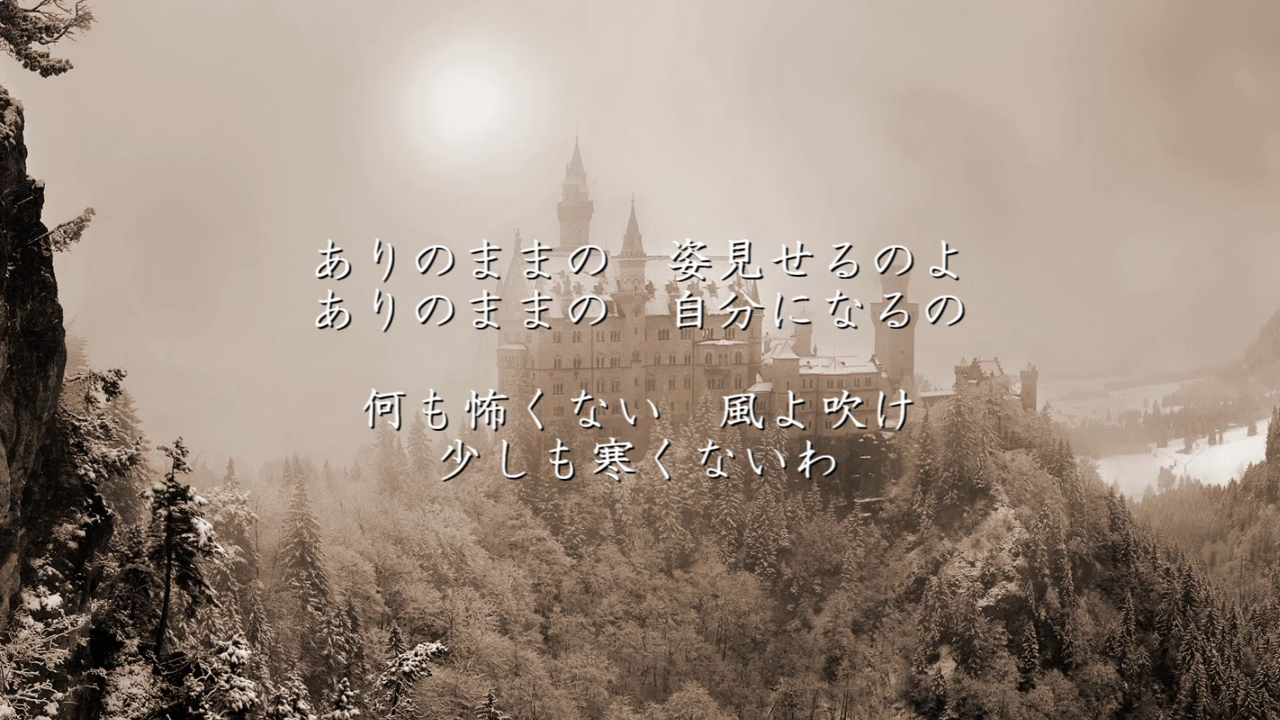 ありのままの　姿見せるのよ
ありのままの　自分になるの
何も怖くない　風よ吹け
少しも寒くないわ